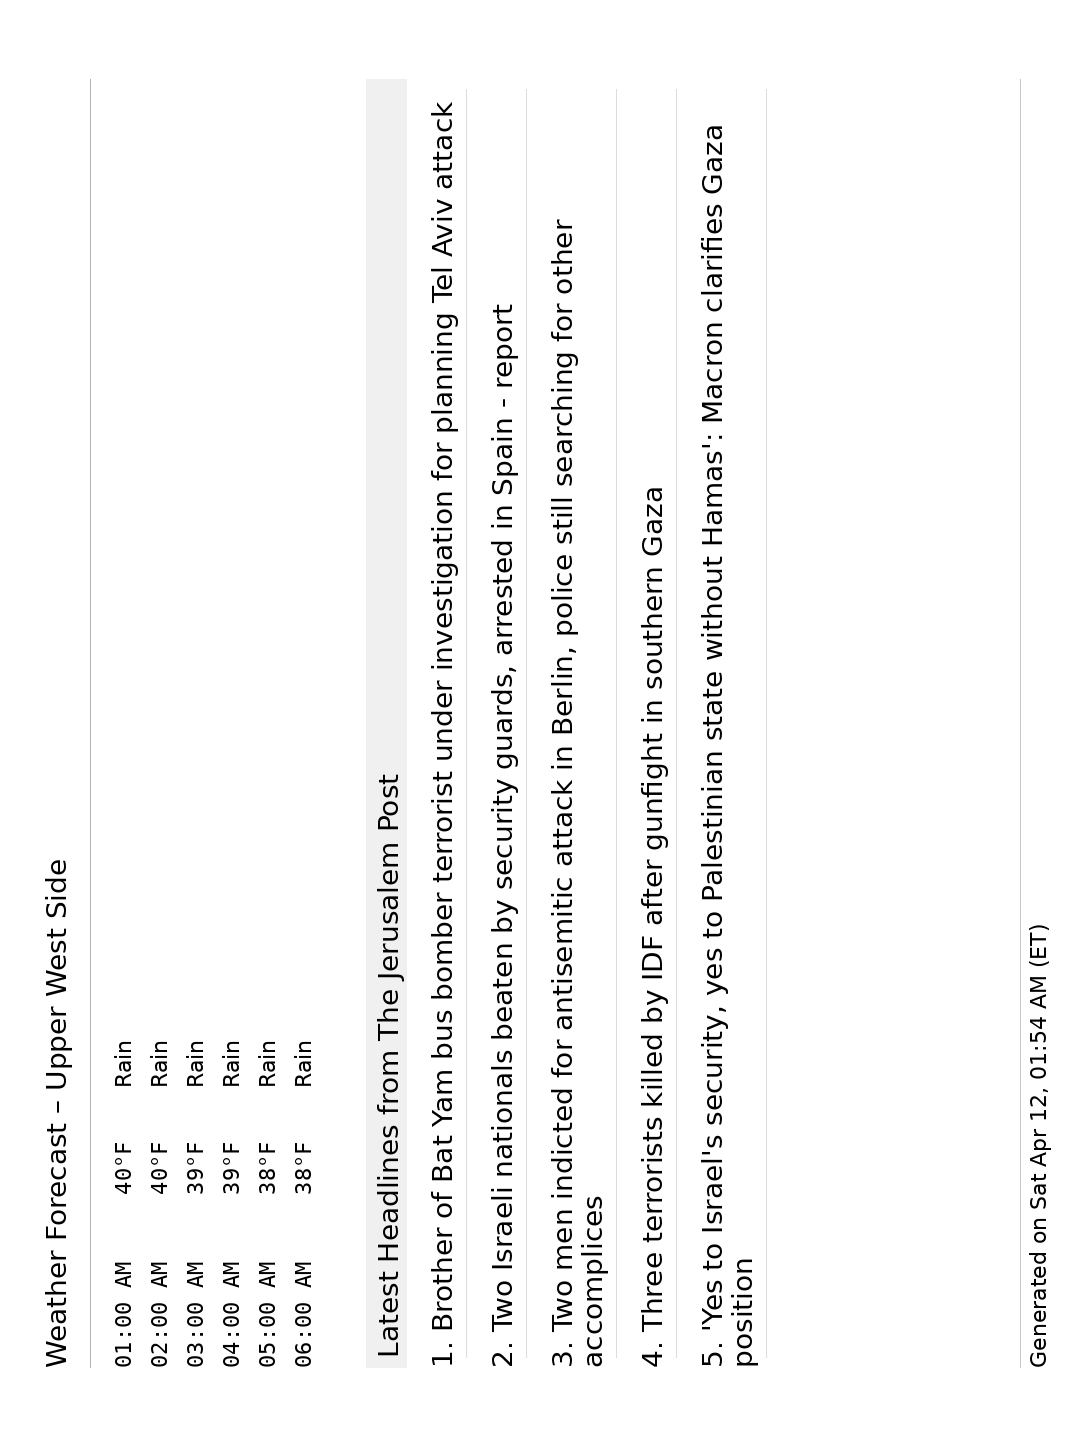 Weather Forecast – Upper West Side
01:00 AM 40°F Rain
02:00 AM 40°F Rain
03:00 AM 39°F Rain
04:00 AM 39°F Rain
05:00 AM 38°F Rain
06:00 AM 38°F Rain
Latest Headlines from The Jerusalem Post
1. Brother of Bat Yam bus bomber terrorist under investigation for planning Tel Aviv attack
2. Two Israeli nationals beaten by security guards, arrested in Spain - report
3. Two men indicted for antisemitic attack in Berlin, police still searching for other
accomplices
4. Three terrorists killed by IDF after gunfight in southern Gaza
5. 'Yes to Israel's security, yes to Palestinian state without Hamas': Macron clarifies Gaza
position
Generated on Sat Apr 12, 01:54 AM (ET)